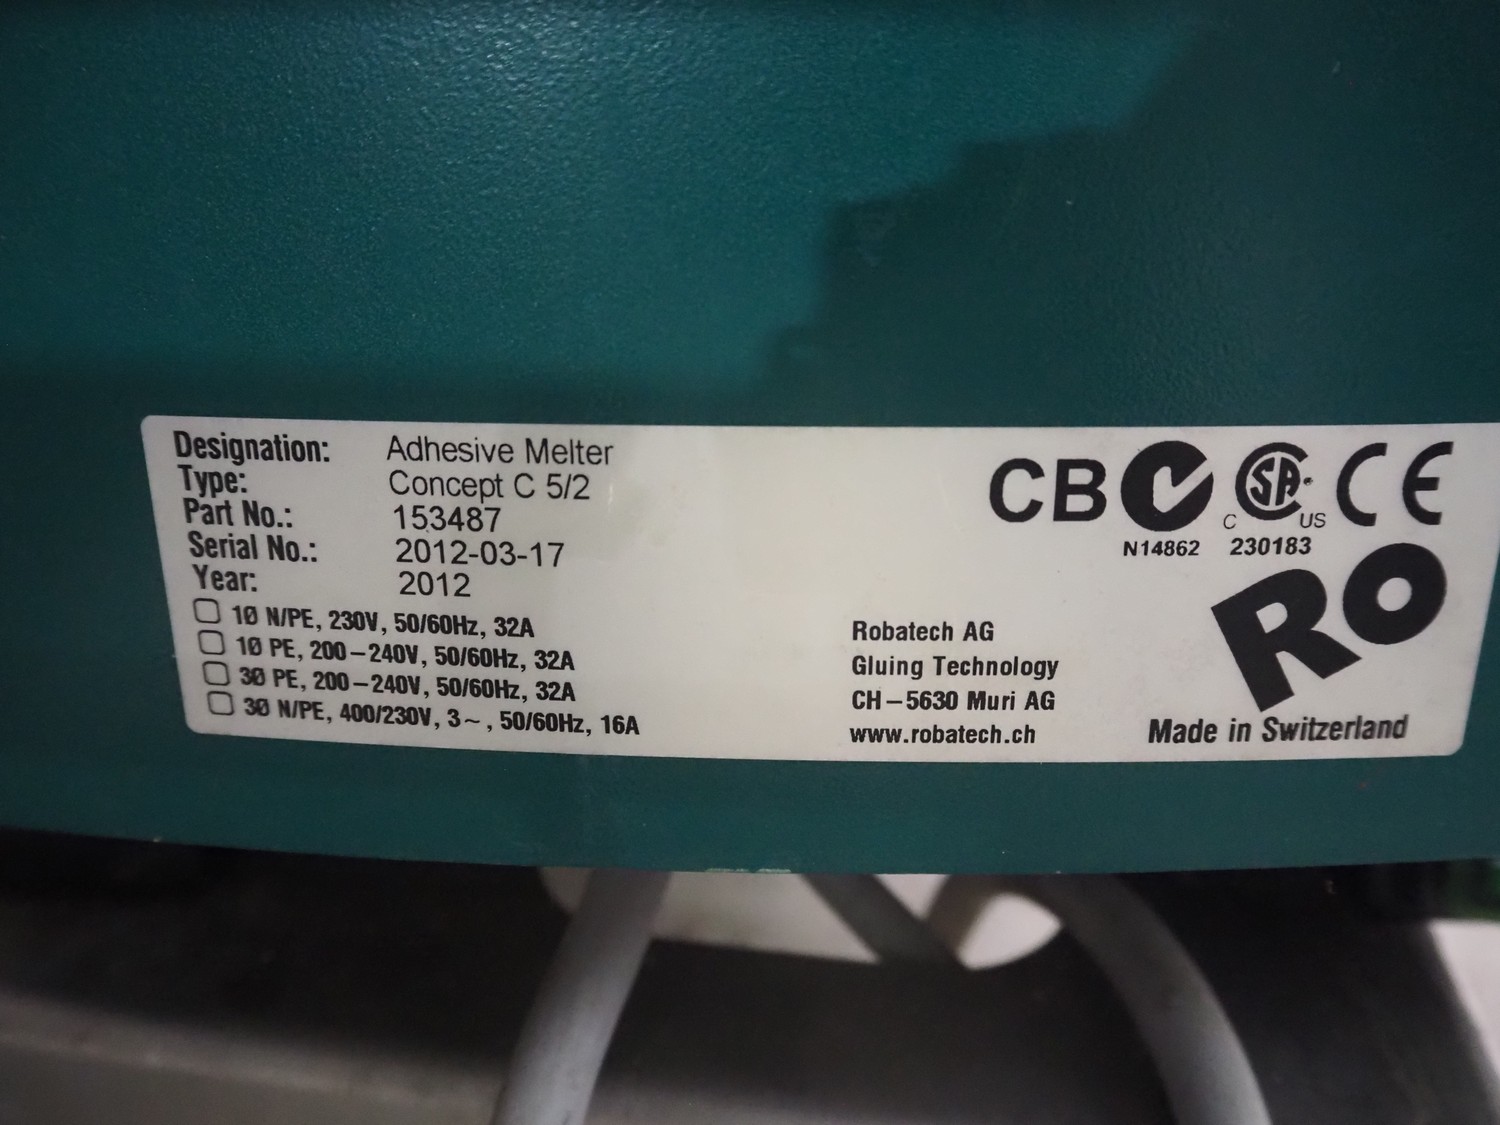 Designation: Adhesive Melter
Type: Concept C 5/2
Part No.: 153487
Serial No.: 2012-03-17
Year: 2012
1Ø N/PE, 230V, 50/60Hz, 32A
1Ø PE, 200–240V, 50/60Hz, 32A
3Ø PE, 200–240V, 50/60Hz, 32A
3Ø N/PE, 400/230V, 3~, 50/60Hz, 16A
Robatech AG
Gluing Technology
CH–5630 Muri AG
www.robatech.ch
CB C SA US CE
N14862 230183
RO
Made in Switzerland